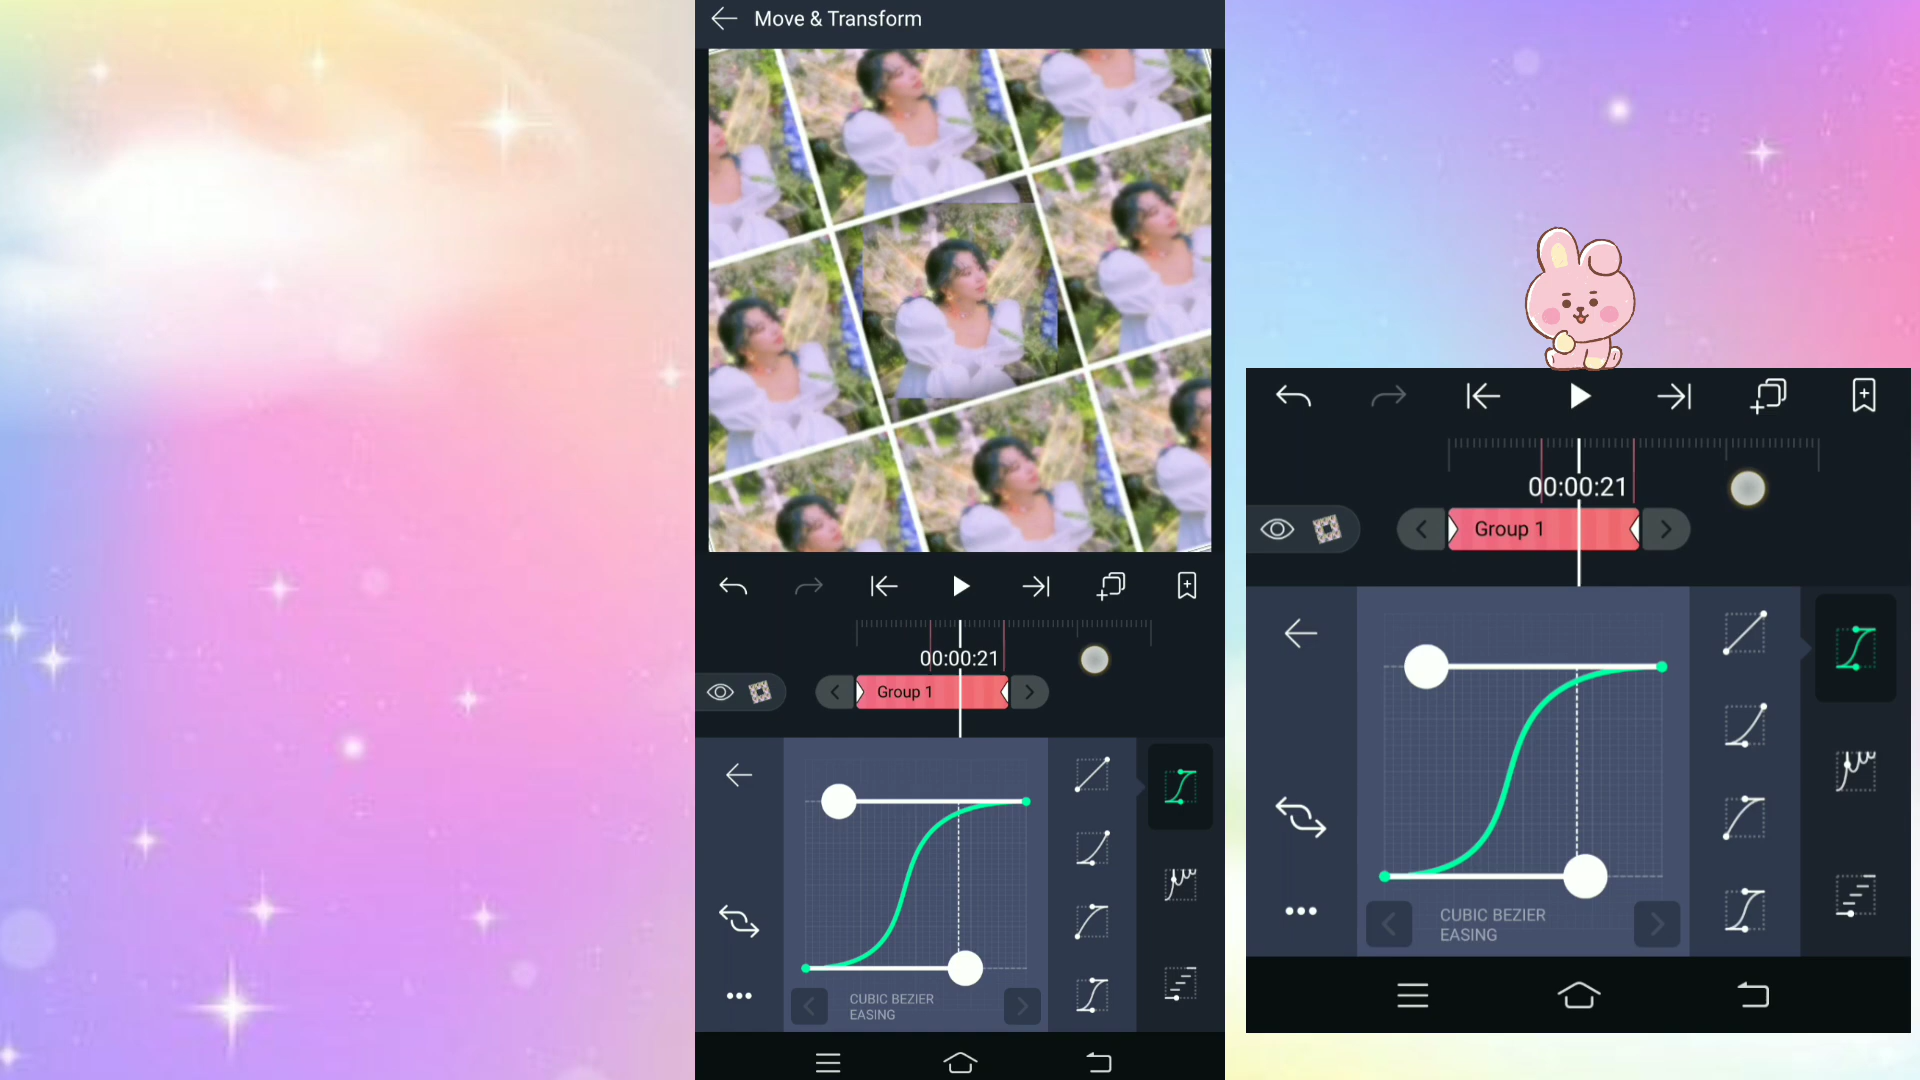 Move & Transform
00:00:21
Group 1
CUBIC BEZIER
EASING
00:00:21
Group 1
CUBIC BEZIER
EASING